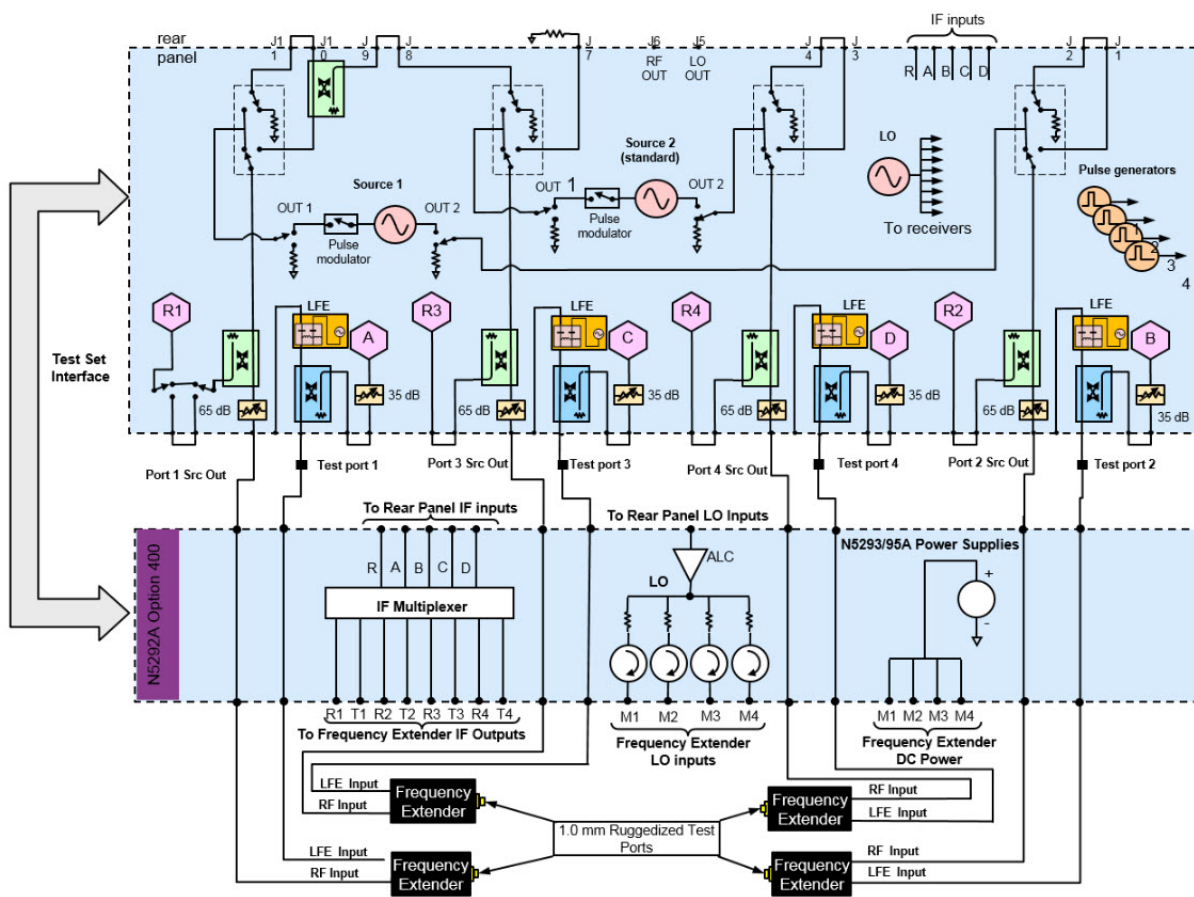 rear
panel
J1
1
J1
0
J
9
J
8
J
7
J6
RF
OUT
J5
LO
OUT
J
4
J
3
IF inputs
R
A
B
C
D
J
2
J
1
Source 1
OUT 1
Pulse
modulator
OUT 2
Source 2
(standard)
OUT 1
Pulse
modulator
OUT 2
LO
To receivers
Pulse generators
1
2
3
4
Test Set
Interface
R1
LFE
A
65 dB
35 dB
R3
LFE
C
65 dB
35 dB
R4
LFE
D
65 dB
35 dB
R2
LFE
B
65 dB
35 dB
Port 1 Src Out
Test port 1
Port 3 Src Out
Test port 3
Port 4 Src Out
Test port 4
Port 2 Src Out
Test port 2
N5292A Option 400
To Rear Panel IF inputs
R
A
B
C
D
IF Multiplexer
R1 T1 R2 T2 R3 T3 R4 T4
To Frequency Extender IF Outputs
To Rear Panel LO Inputs
ALC
LO
M1 M2 M3 M4
Frequency Extender
LO inputs
N5293/95A Power Supplies
+
-
M1 M2 M3 M4
Frequency Extender
DC Power
LFE Input
RF Input
Frequency
Extender
LFE Input
RF Input
Frequency
Extender
1.0 mm Ruggedized Test
Ports
Frequency
Extender
RF Input
LFE Input
Frequency
Extender
RF Input
LFE Input